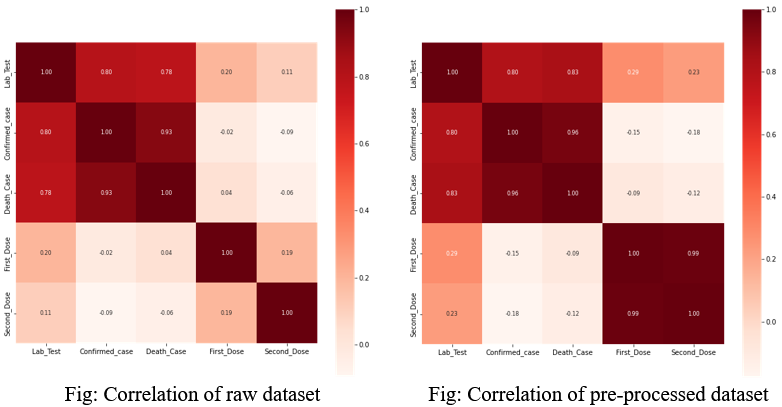 1.0
0.8
0.6
0.4
0.2
0.0
Lab_Test
1.00 0.80 0.78 0.20 0.11
Confirmed_case
0.80 1.00 0.93 -0.02 -0.09
Death_Case
0.78 0.93 1.00 0.04 -0.06
First_Dose
0.20 -0.02 0.04 1.00 0.19
Second_Dose
0.11 -0.09 -0.06 0.19 1.00
Lab_Test Confirmed_case Death_Case First_Dose Second_Dose
Fig: Correlation of raw dataset
1.0
0.8
0.6
0.4
0.2
0.0
Lab_Test
1.00 0.80 0.83 0.29 0.23
Confirmed_case
0.80 1.00 0.96 -0.15 -0.18
Death_Case
0.83 0.96 1.00 -0.09 -0.12
First_Dose
0.29 -0.15 -0.09 1.00 0.99
Second_Dose
0.23 -0.18 -0.12 0.99 1.00
Lab_Test Confirmed_case Death_Case First_Dose Second_Dose
Fig: Correlation of pre-processed dataset